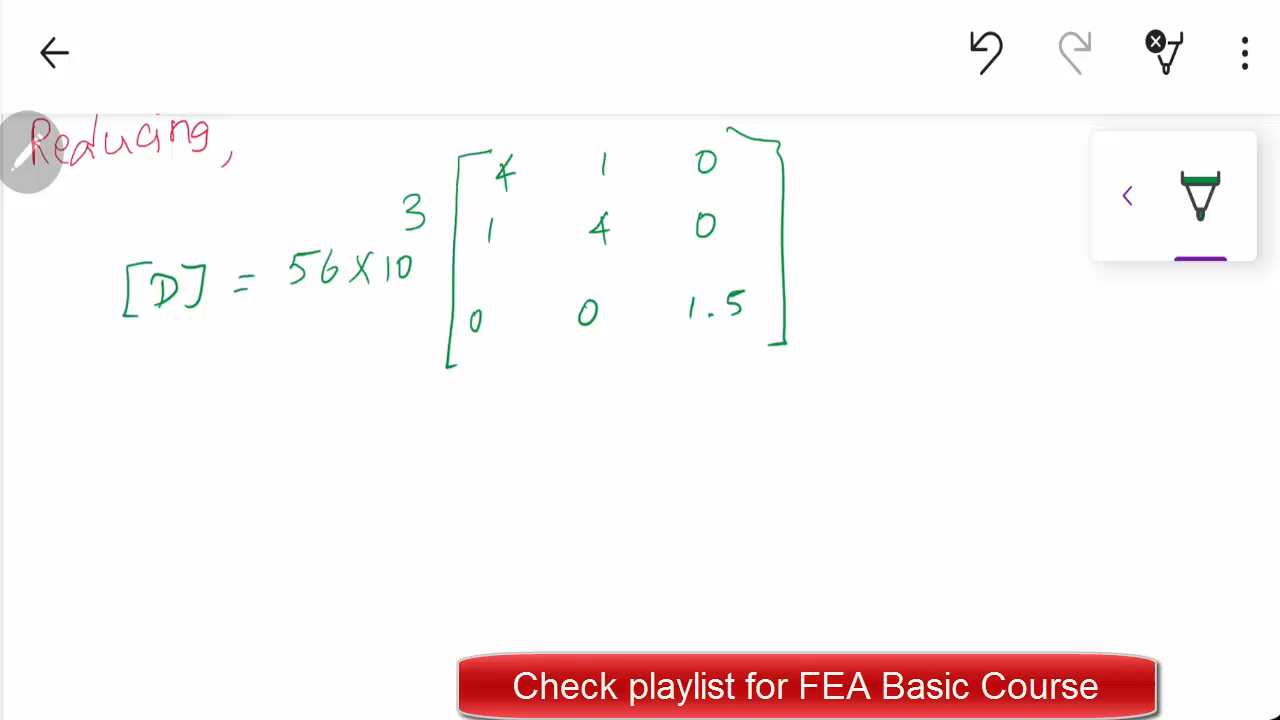 Reducing,
4 1 0
3
1 4 0
[D] = 56×10
0 0 1.5
Check playlist for FEA Basic Course